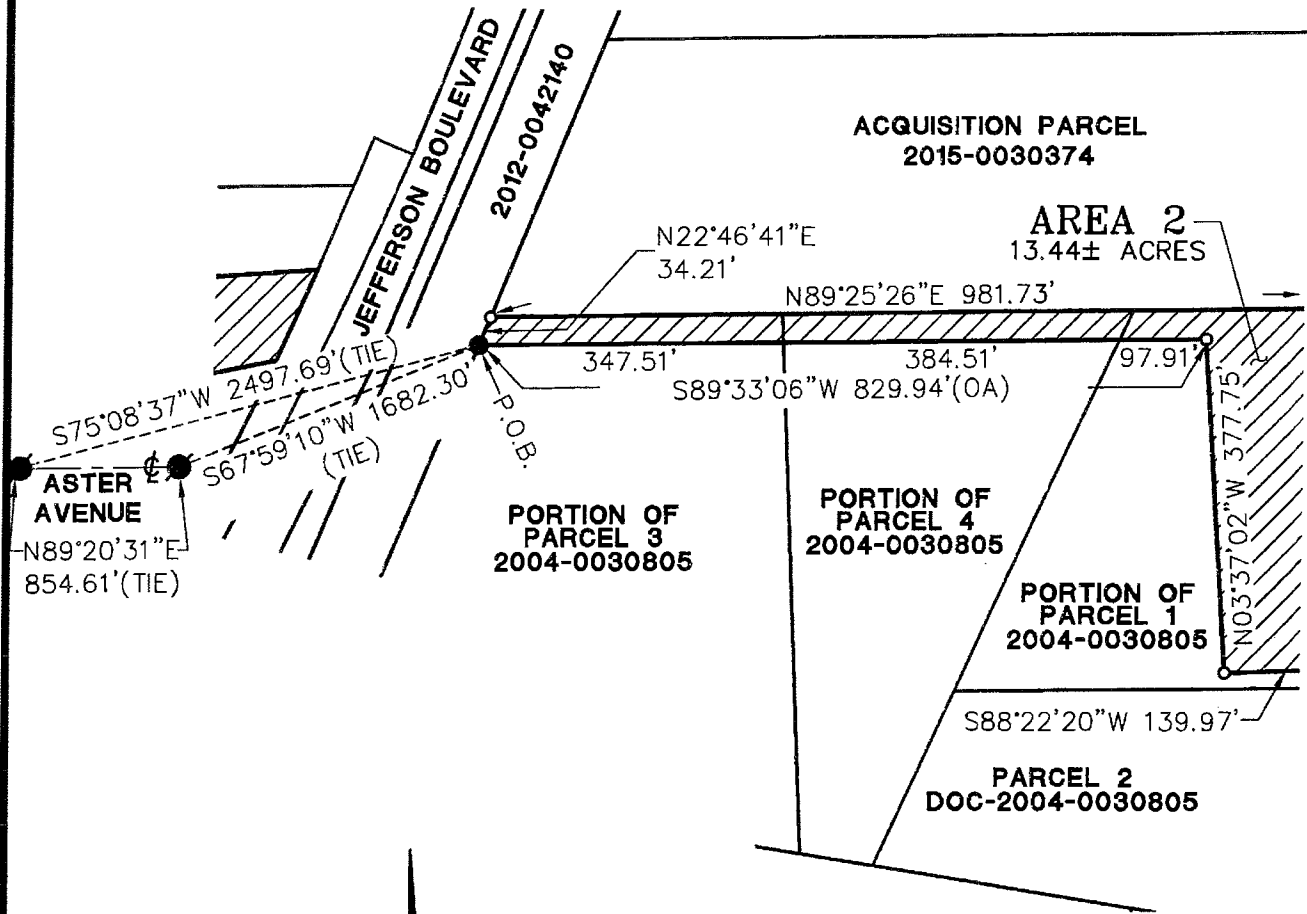 JEFFERSON BOULEVARD
2012-0042140
ACQUISITION PARCEL
2015-0030374
AREA 2
13.44± ACRES
N22°46'41"E
34.21'
N89°25'26"E 981.73'
347.51'
384.51'
97.91'
S89°33'06"W 829.94'(OA)
S75°08'37"W 2497.69'(TIE)
S67°59'10"W 1682.30'
(TIE)
P.O.B.
℄
ASTER
AVENUE
N89°20'31"E
854.61'(TIE)
PORTION OF
PARCEL 3
2004-0030805
PORTION OF
PARCEL 4
2004-0030805
PORTION OF
PARCEL 1
2004-0030805
N03°37'02"W 377.75'
S88°22'20"W 139.97'
PARCEL 2
DOC-2004-0030805